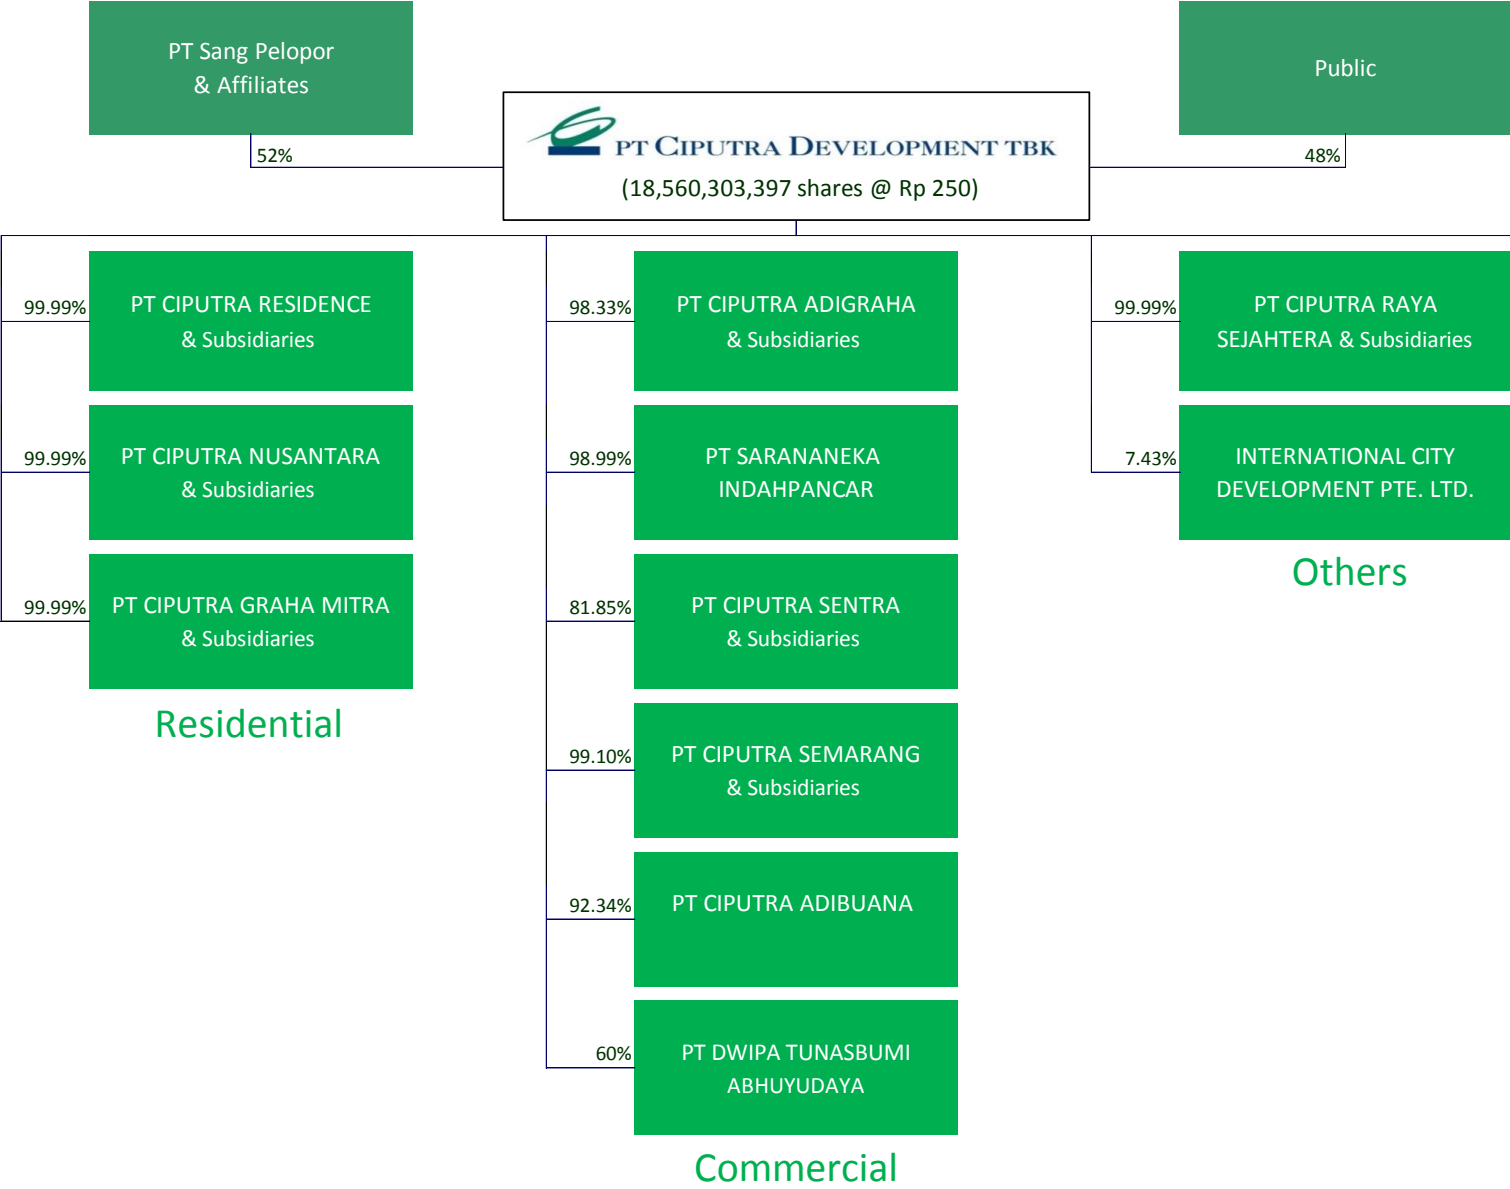 PT Sang Pelopor
& Affiliates
Public
52%
48%
PT CIPUTRA DEVELOPMENT TBK
(18,560,303,397 shares @ Rp 250)
99.99%
PT CIPUTRA RESIDENCE
& Subsidiaries
99.99%
PT CIPUTRA NUSANTARA
& Subsidiaries
99.99%
PT CIPUTRA GRAHA MITRA
& Subsidiaries
Residential
98.33%
PT CIPUTRA ADIGRAHA
& Subsidiaries
98.99%
PT SARANANEKA
INDAHPANCAR
81.85%
PT CIPUTRA SENTRA
& Subsidiaries
99.10%
PT CIPUTRA SEMARANG
& Subsidiaries
92.34%
PT CIPUTRA ADIBUANA
60%
PT DWIPA TUNASBUMI
ABHUYUDAYA
Commercial
99.99%
PT CIPUTRA RAYA
SEJAHTERA & Subsidiaries
7.43%
INTERNATIONAL CITY
DEVELOPMENT PTE. LTD.
Others